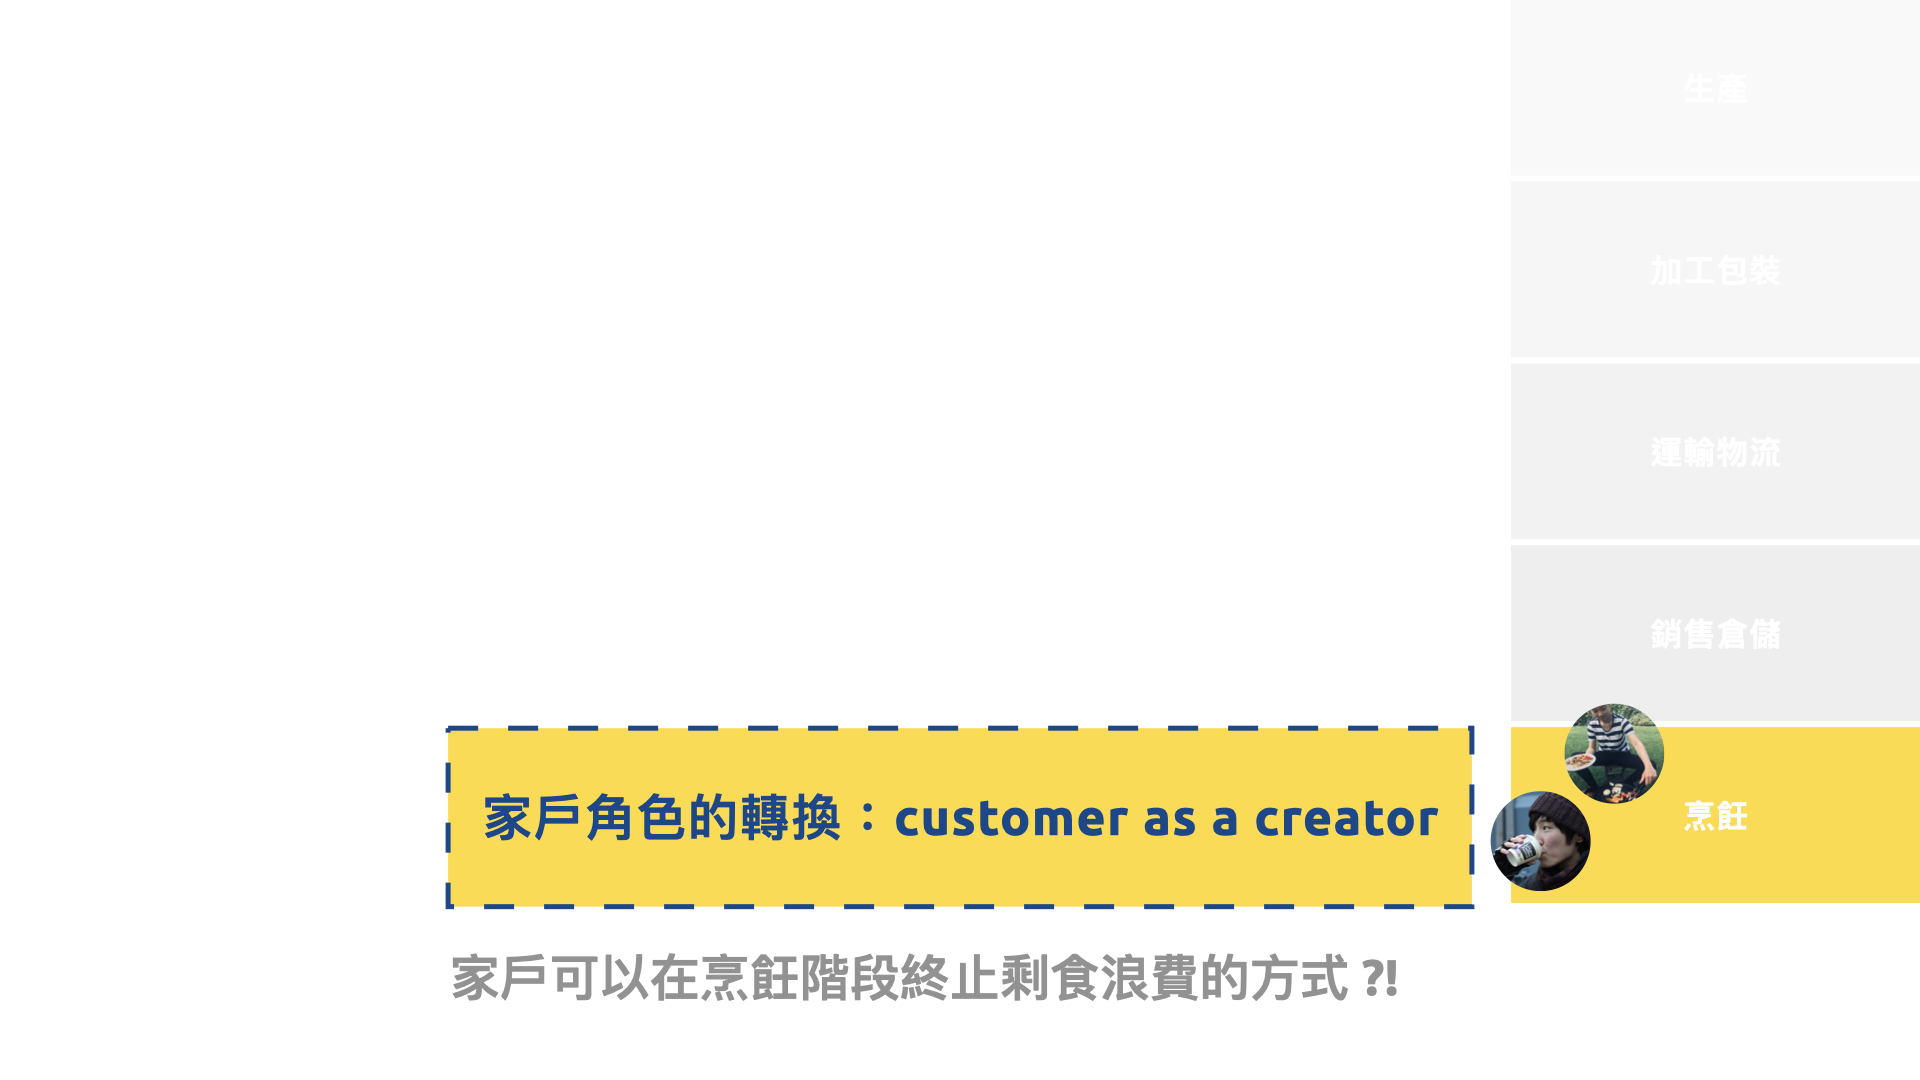 生產
加工包裝
運輸物流
銷售倉儲
烹飪
家戶角色的轉換：customer as a creator
家戶可以在烹飪階段終止剩食浪費的方式 ?!